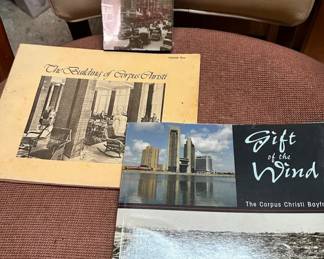 The Building of Corpus Christi
Gift
of the
Wind
The Corpus Christi Bayfr